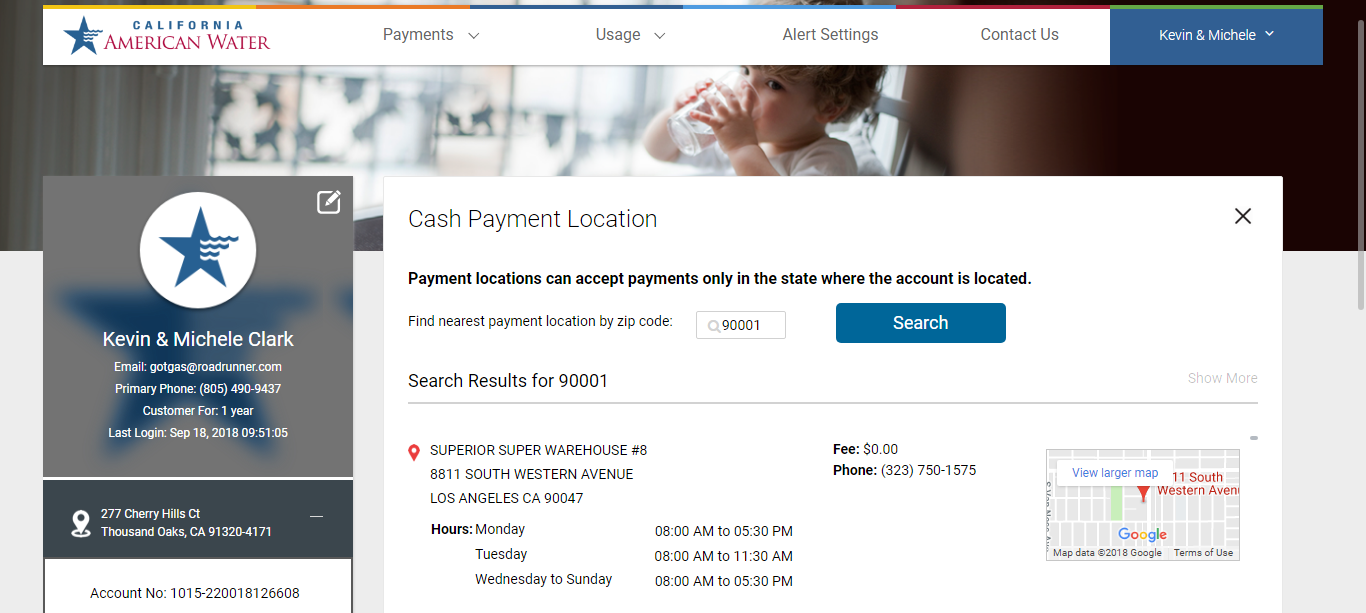 CALIFORNIA
AMERICAN WATER
Payments
Usage
Alert Settings
Contact Us
Kevin & Michele
Kevin & Michele Clark
Email: gotgas@roadrunner.com
Primary Phone: (805) 490-9437
Customer For: 1 year
Last Login: Sep 18, 2018 09:51:05
277 Cherry Hills Ct
Thousand Oaks, CA 91320-4171
Account No: 1015-220018126608
Cash Payment Location
Payment locations can accept payments only in the state where the account is located.
Find nearest payment location by zip code:
90001
Search
Search Results for 90001
Show More
SUPERIOR SUPER WAREHOUSE #8
8811 SOUTH WESTERN AVENUE
LOS ANGELES CA 90047
Hours: Monday 08:00 AM to 05:30 PM
Tuesday 08:00 AM to 11:30 AM
Wednesday to Sunday 08:00 AM to 05:30 PM
Fee: $0.00
Phone: (323) 750-1575
View larger map
11 South
Western Avenu
Google
Map data ©2018 Google
Terms of Use